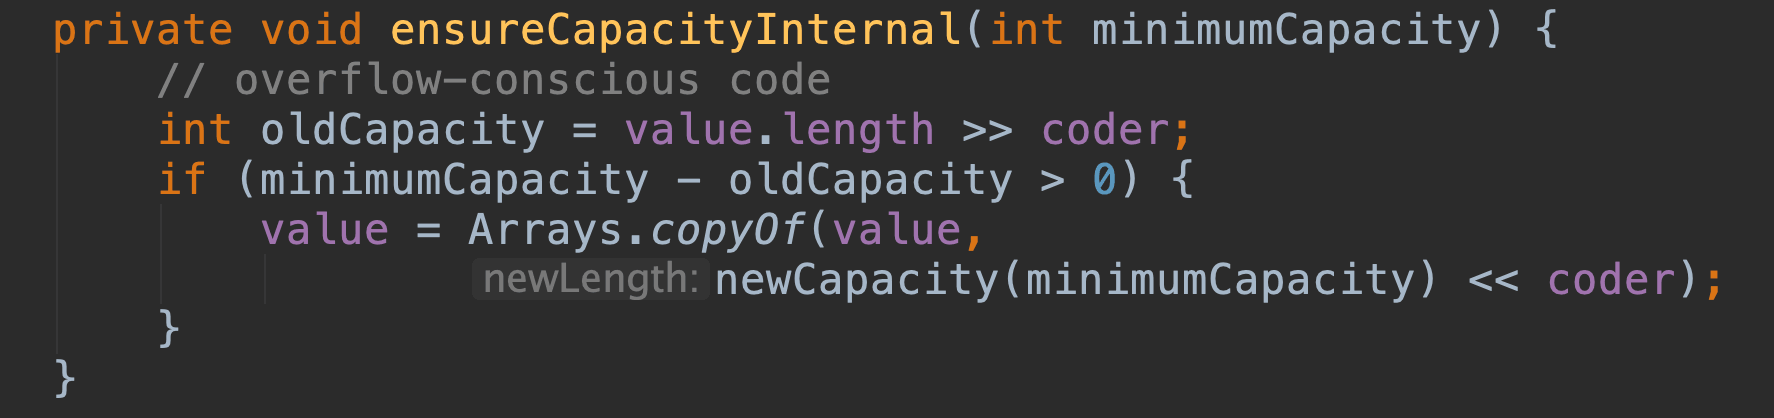 private void ensureCapacityInternal(int minimumCapacity) {
    // overflow-conscious code
    int oldCapacity = value.length >> coder;
    if (minimumCapacity - oldCapacity > 0) {
        value = Arrays.copyOf(value,
                newLength: newCapacity(minimumCapacity) << coder);
    }
}